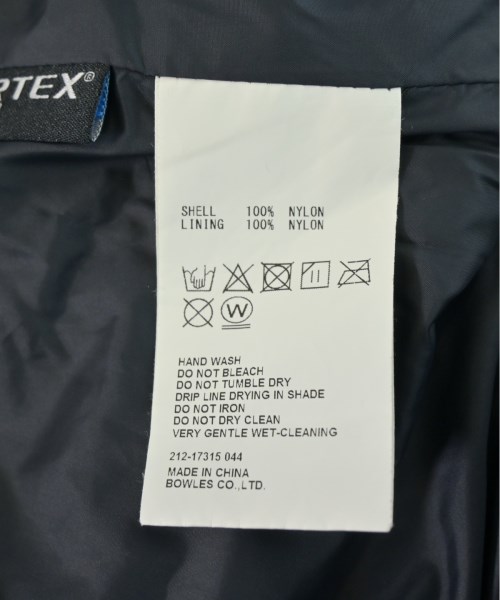 RTEX®
SHELL 100% NYLON
LINING 100% NYLON
W
HAND WASH
DO NOT BLEACH
DO NOT TUMBLE DRY
DRIP LINE DRYING IN SHADE
DO NOT IRON
DO NOT DRY CLEAN
VERY GENTLE WET-CLEANING
212-17315 044
MADE IN CHINA
BOWLES CO.,LTD.